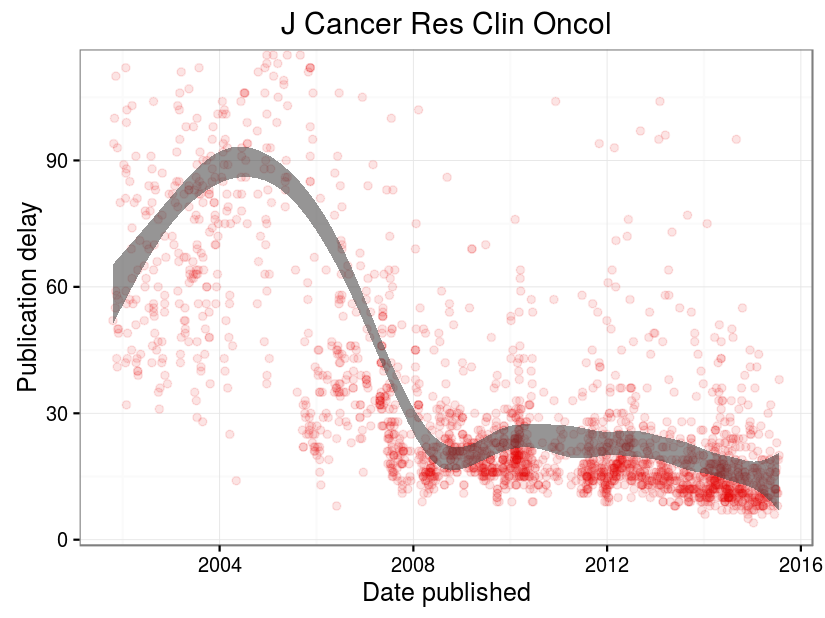 J Cancer Res Clin Oncol
Publication delay
90
60
30
0
2004 2008 2012 2016
Date published